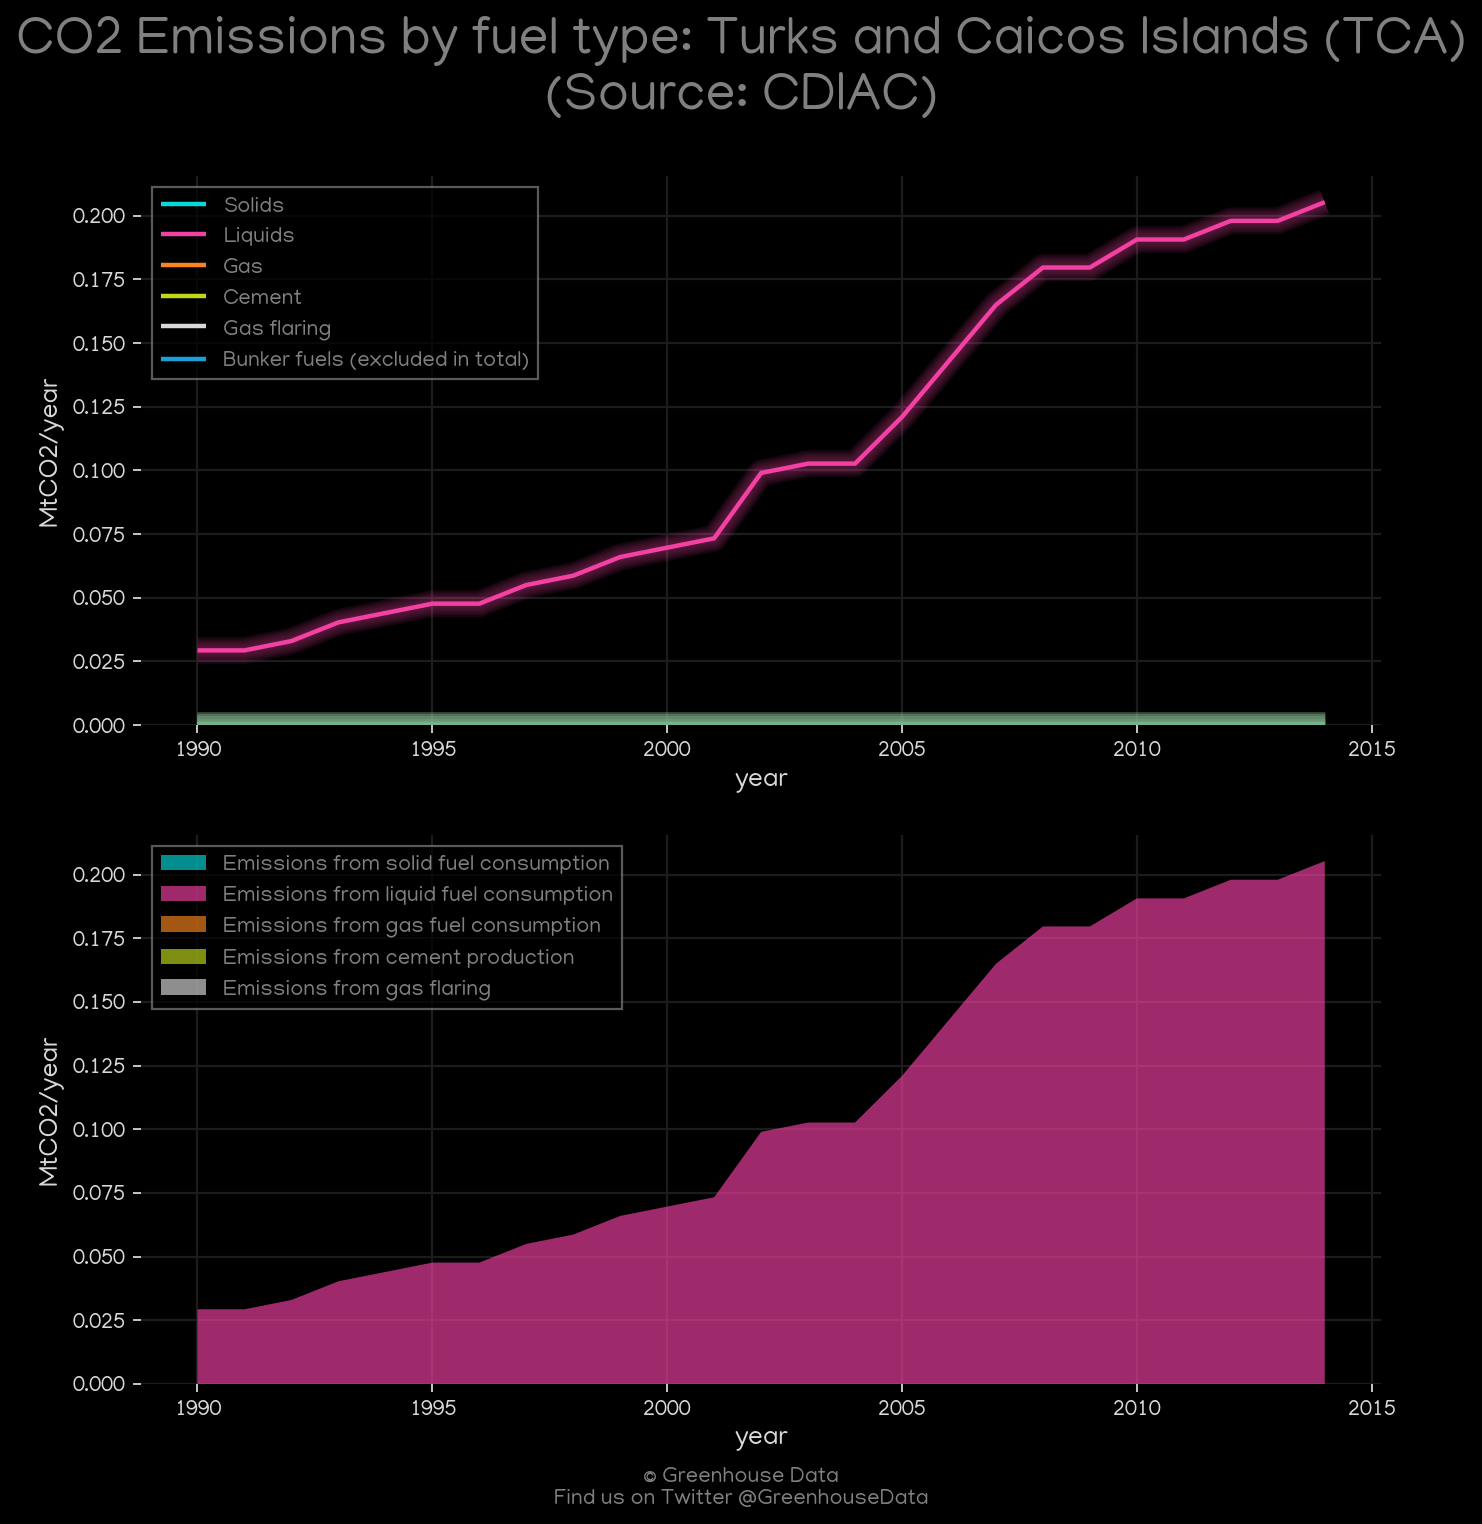 CO2 Emissions by fuel type: Turks and Caicos Islands (TCA)
(Source: CDIAC)
Solids
Liquids
Gas
Cement
Gas flaring
Bunker fuels (excluded in total)
0.200
0.175
0.150
0.125
0.100
0.075
0.050
0.025
0.000
MtCO2/year
1990 1995 2000 2005 2010 2015
year
Emissions from solid fuel consumption
Emissions from liquid fuel consumption
Emissions from gas fuel consumption
Emissions from cement production
Emissions from gas flaring
0.200
0.175
0.150
0.125
0.100
0.075
0.050
0.025
0.000
MtCO2/year
1990 1995 2000 2005 2010 2015
year
© Greenhouse Data
Find us on Twitter @GreenhouseData